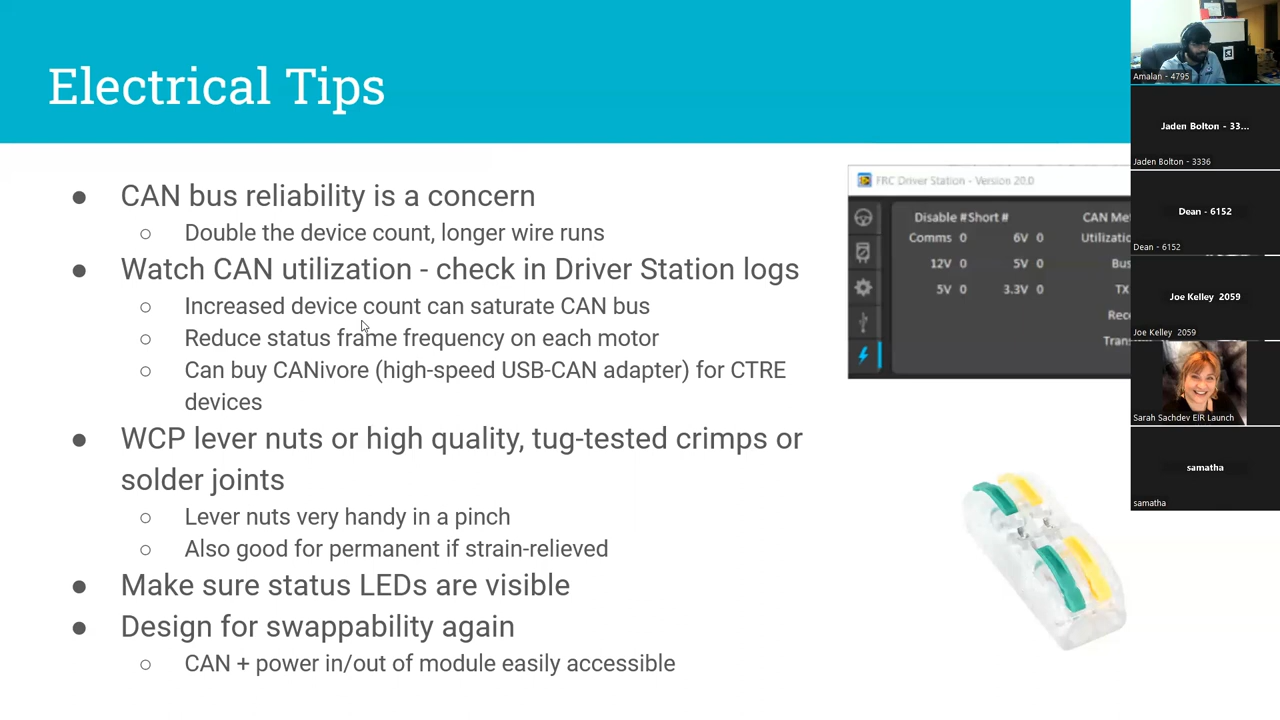 Electrical Tips
● CAN bus reliability is a concern
○ Double the device count, longer wire runs
● Watch CAN utilization - check in Driver Station logs
○ Increased device count can saturate CAN bus
○ Reduce status frame frequency on each motor
○ Can buy CANivore (high-speed USB-CAN adapter) for CTRE
devices
● WCP lever nuts or high quality, tug-tested crimps or
solder joints
○ Lever nuts very handy in a pinch
○ Also good for permanent if strain-relieved
● Make sure status LEDs are visible
● Design for swappability again
○ CAN + power in/out of module easily accessible
FRC Driver Station - Version 20.0
Disable # Short # CAN Met
Comms 0 6V 0 Utilizatio
12V 0 5V 0 Bus
5V 0 3.3V 0 TX
Rece
Trans
Amalan - 4795
Jaden Bolton - 33...
Jaden Bolton - 3336
Dean - 6152
Dean - 6152
Joe Kelley 2059
Joe Kelley 2059
Sarah Sachdev EIR Launch
samatha
samatha